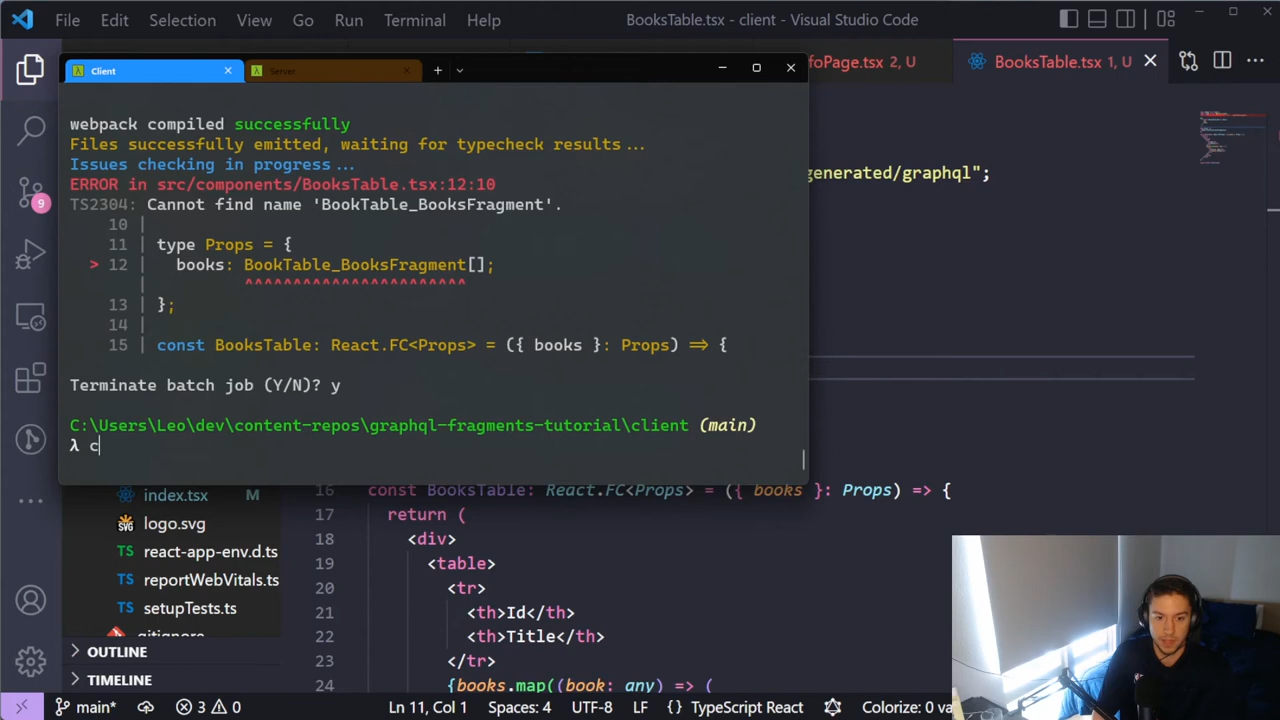 File Edit Selection View Go Run Terminal Help BooksTable.tsx - client - Visual Studio Code
Client Server
foPage.tsx 2, U BooksTable.tsx 1, U
webpack compiled successfully
Files successfully emitted, waiting for typecheck results...
generated/graphql";
Issues checking in progress...
ERROR in src/components/BooksTable.tsx:12:10
TS2304: Cannot find name 'BookTable_BooksFragment'.
10 |
11 | type Props = {
> 12 | books: BookTable_BooksFragment[];
| ^^^^^^^^^^^^^^^^^^^^^^^
13 | };
14 |
15 | const BooksTable: React.FC<Props> = ({ books }: Props) => {
Terminate batch job (Y/N)? y
C:\Users\Leo\dev\content-repos\graphql-fragments-tutorial\client (main)
λ c
9
index.tsx M
logo.svg
TS react-app-env.d.ts
TS reportWebVitals.ts
TS setupTests.ts
.gitignore
OUTLINE
TIMELINE
16 const BooksTable: React.FC<Props> = ({ books }: Props) => {
17 return (
18 <div>
19 <table>
20 <tr>
21 <th>Id</th>
22 <th>Title</th>
23 </tr>
24 {books.map((book: any) => (
main* 3 0 Ln 11, Col 1 Spaces: 4 UTF-8 LF {} TypeScript React Colorize: 0 va